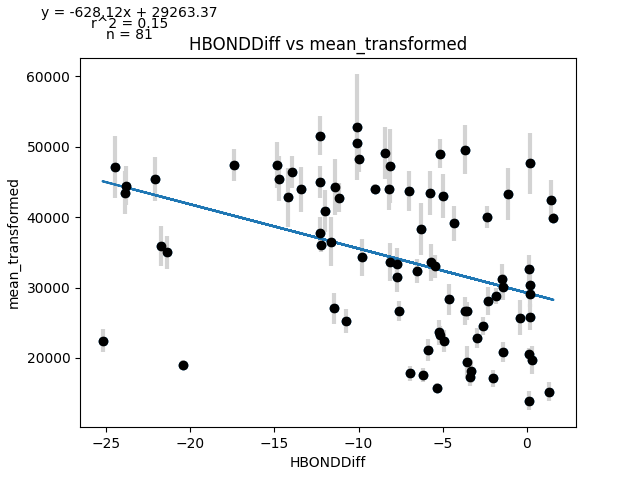 y = -628.12x + 29263.37
r^2 = 0.15
n = 81
HBONDDiff vs mean_transformed
60000
50000
40000
30000
20000
mean_transformed
−25
−20
−15
−10
−5
0
HBONDDiff